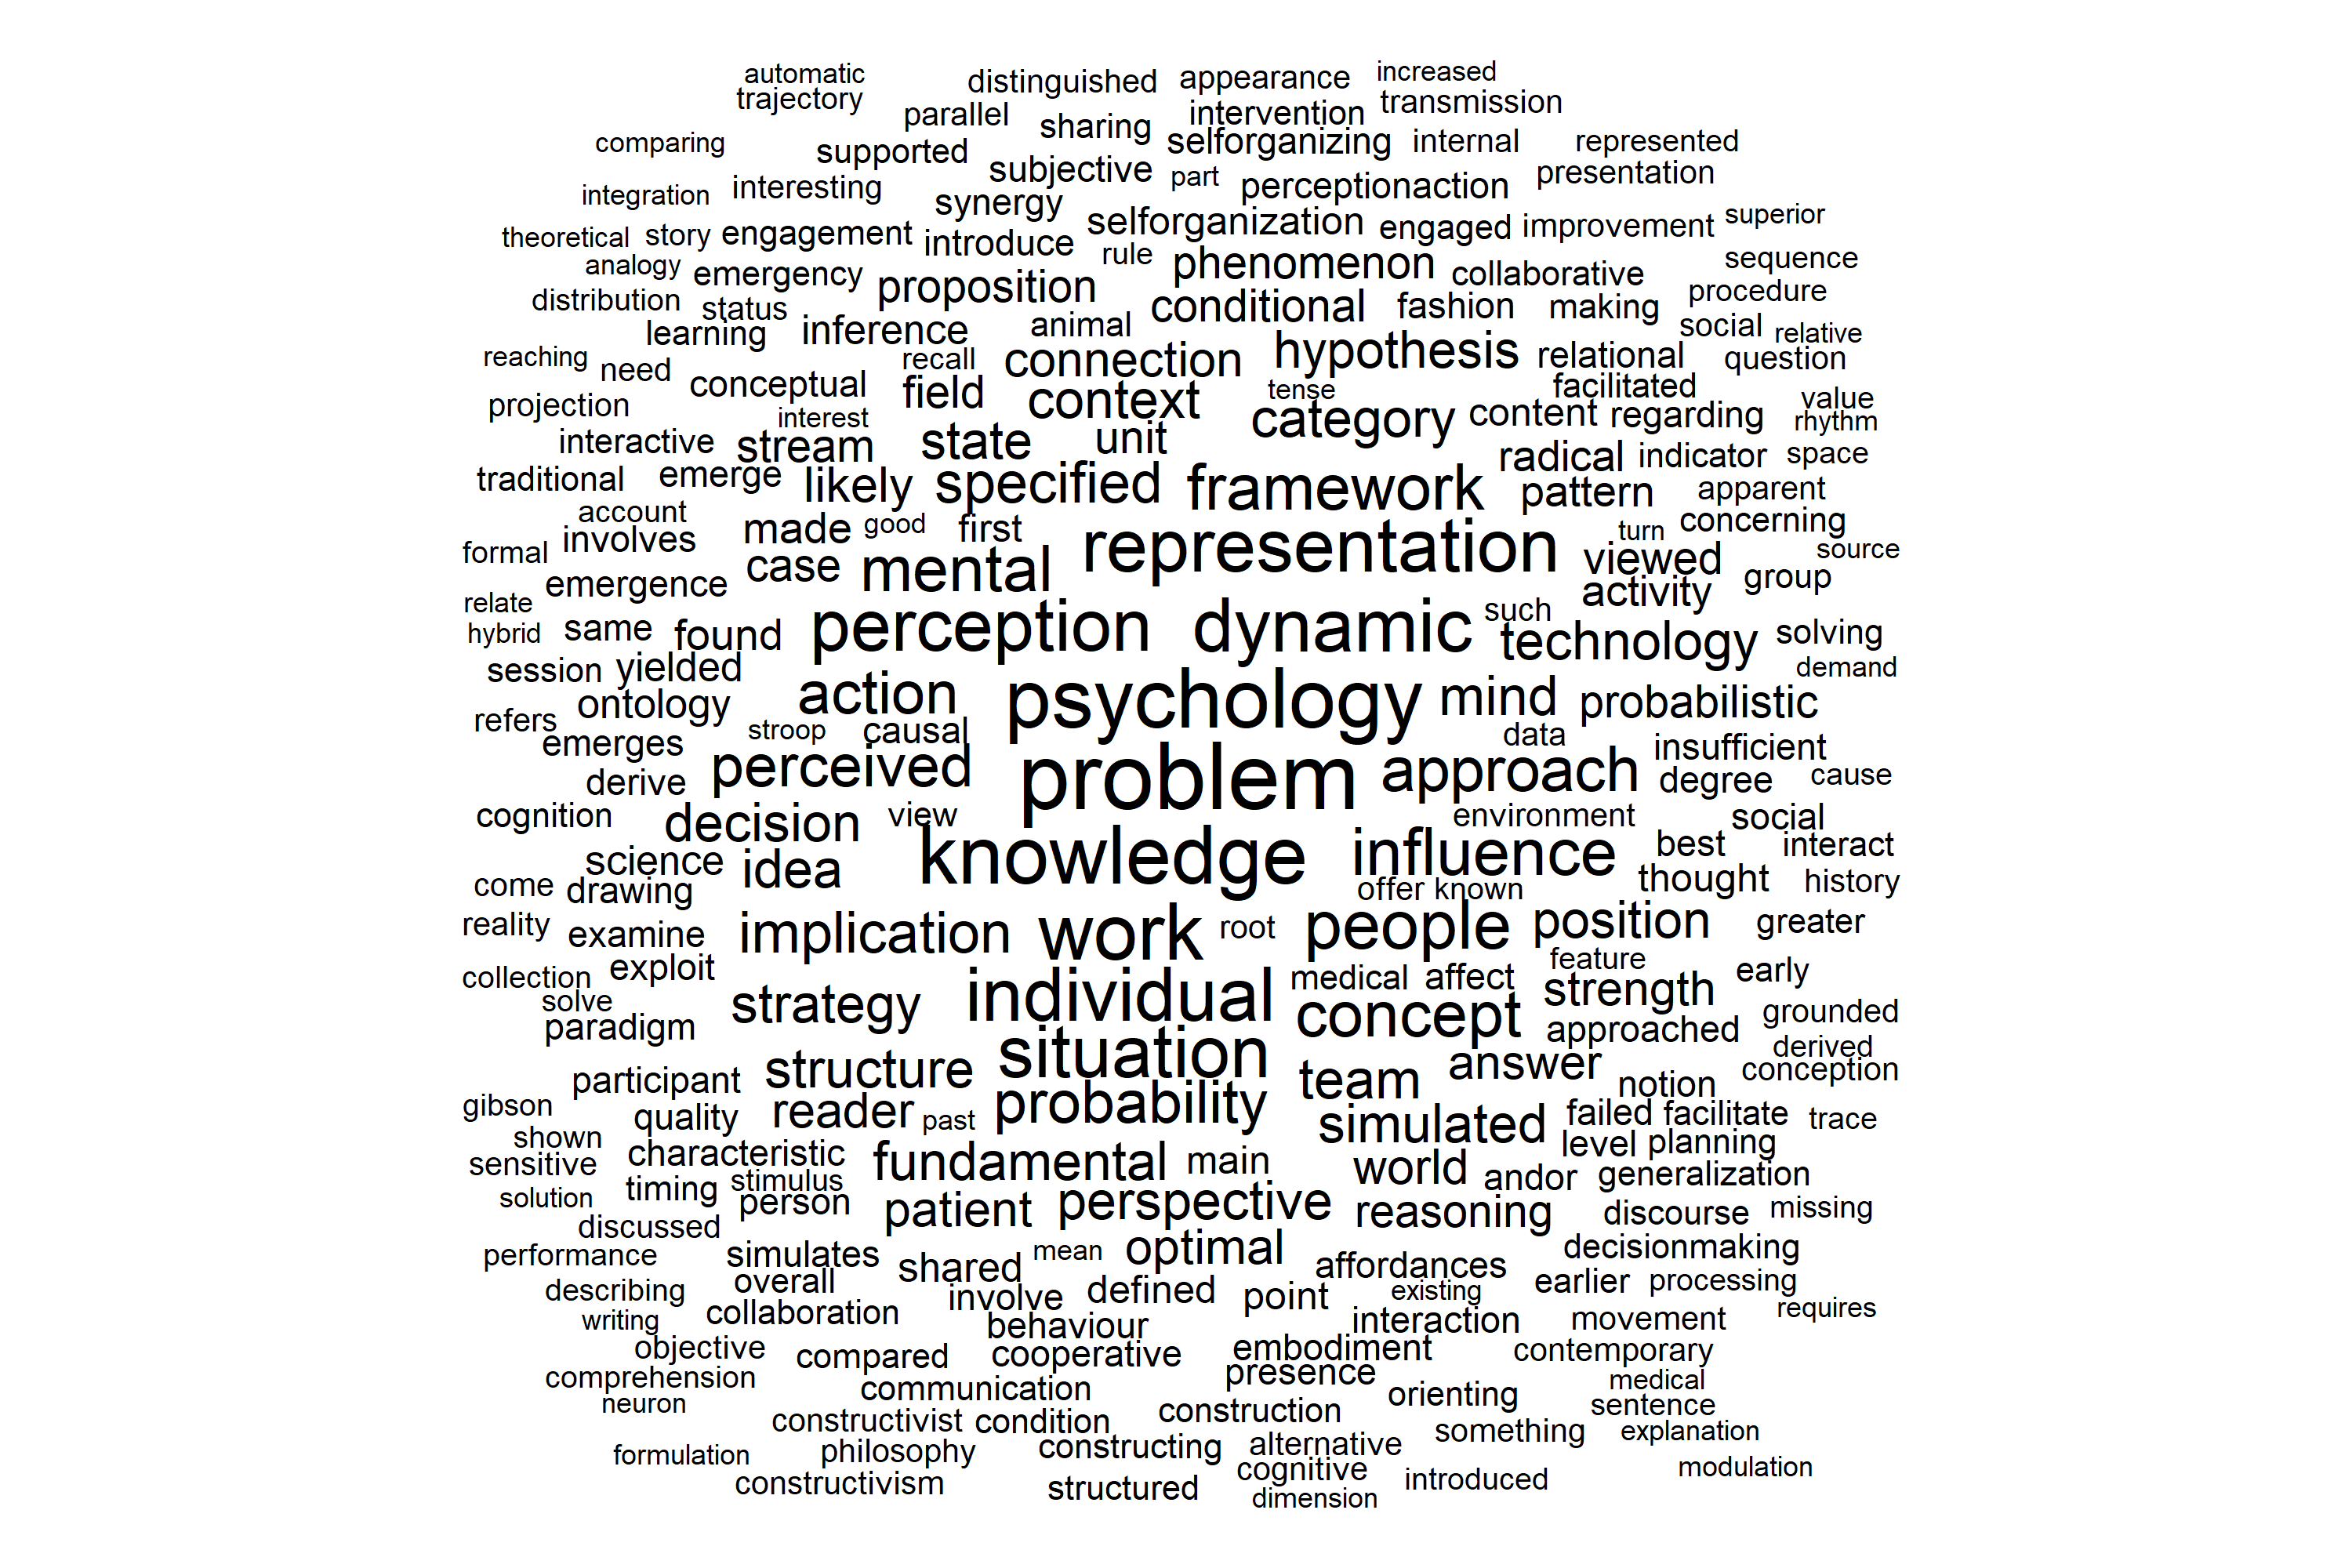 automatic distinguished appearance increased
trajectory parallel sharing intervention transmission
comparing supported selforganizing internal represented
integration interesting subjective part perceptionaction presentation
theoretical story engagement synergy selforganization engaged improvement superior
analogy emergency introduce rule phenomenon collaborative sequence
distribution status proposition conditional fashion making procedure
learning inference animal social relative
reaching need recall connection hypothesis relational question
projection conceptual field context tense facilitated value
interactive interest category content regarding rhythm
traditional emerge stream state unit radical indicator space
account likely specified framework pattern apparent
formal involves made good first representation turn concerning
emergence case mental viewed source
relate activity group
hybrid same found perception dynamic such technology solving
session yielded demand
refers ontology action psychology mind probabilistic
emerges stroop causal data insufficient
derive perceived problem approach degree cause
cognition decision view environment social
science idea knowledge influence best interact
come drawing offer known thought history
reality examine implication work root people position greater
collection exploit medical affect feature early
solve strategy individual concept strength grounded
paradigm situation approached derived
participant structure team answer notion conception
gibson quality reader past probability simulated failed facilitate trace
shown characteristic level planning
sensitive fundamental main world andor generalization
solution timing stimulus person patient perspective reasoning discourse missing
discussed
performance simulates shared mean optimal affordances decisionmaking
describing overall involve defined point existing earlier processing
writing collaboration behaviour interaction movement requires
objective compared cooperative embodiment contemporary
comprehension communication presence medical
neuron constructivist condition construction orienting sentence
formulation philosophy constructing alternative something explanation
constructivism structured cognitive introduced modulation
dimension